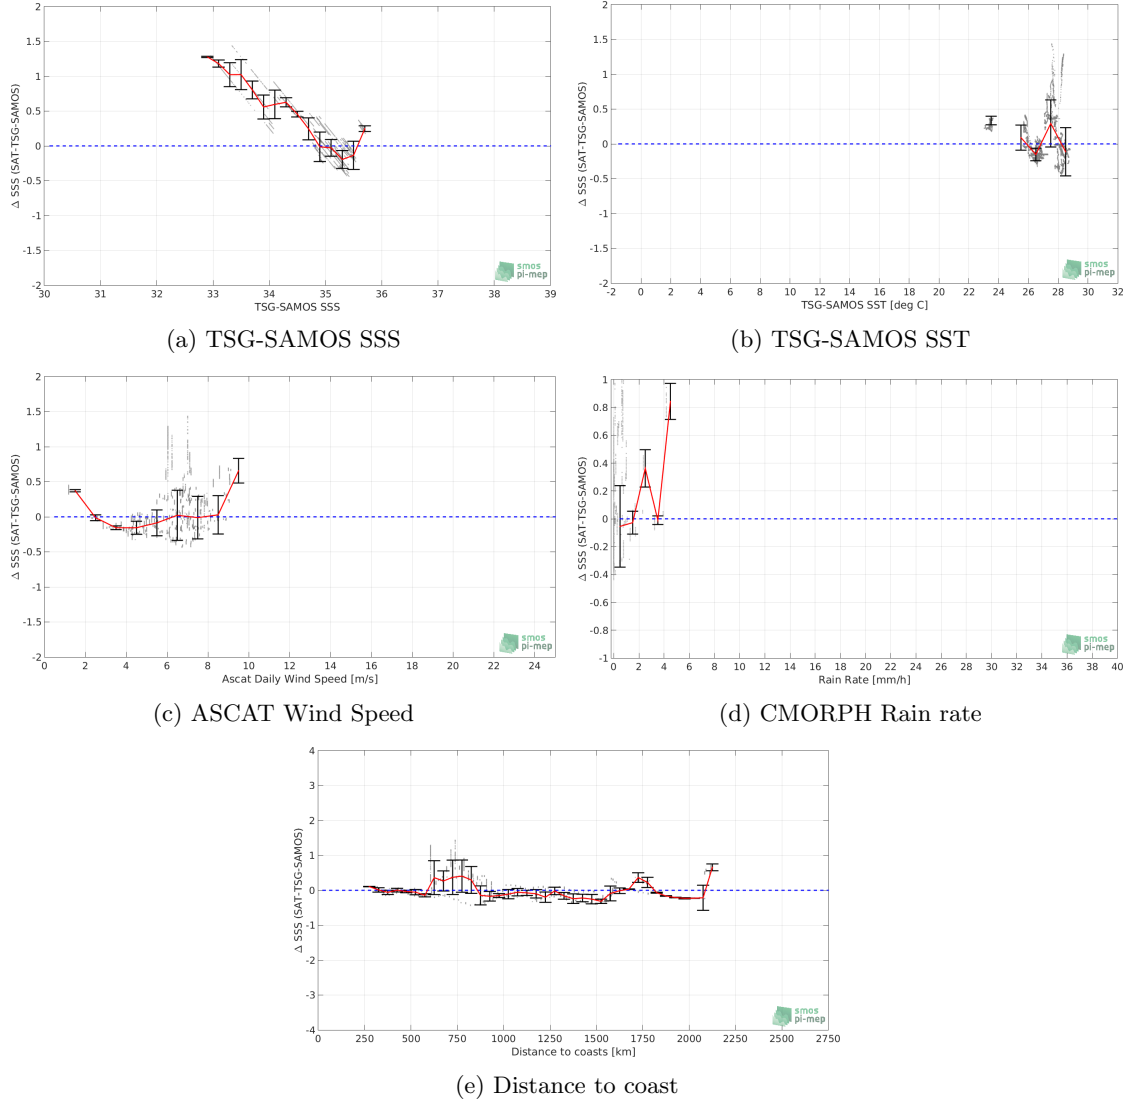 2
1.5
1
0.5
0
-0.5
-1
-1.5
-2
Δ SSS (SAT-TSG-SAMOS)
30 31 32 33 34 35 36 37 38 39
TSG-SAMOS SSS
smos
pi-mep
(a) TSG-SAMOS SSS
2
1.5
1
0.5
0
-0.5
-1
-1.5
-2
Δ SSS (SAT-TSG-SAMOS)
-2 0 2 4 6 8 10 12 14 16 18 20 22 24 26 28 30 32
TSG-SAMOS SST [deg C]
smos
pi-mep
(b) TSG-SAMOS SST
2
1.5
1
0.5
0
-0.5
-1
-1.5
-2
Δ SSS (SAT-TSG-SAMOS)
2 4 6 8 10 12 14 16 18 20 22 24
Ascat Daily Wind Speed [m/s]
smos
pi-mep
(c) ASCAT Wind Speed
1
0.8
0.6
0.4
0.2
0
-0.2
-0.4
-0.6
-0.8
-1
Δ SSS (SAT-TSG-SAMOS)
0 2 4 6 8 10 12 14 16 18 20 22 24 26 28 30 32 34 36 38 40
Rain Rate [mm/h]
smos
pi-mep
(d) CMORPH Rain rate
4
3
2
1
0
-1
-2
-3
-4
Δ SSS (SAT-TSG-SAMOS)
0 250 500 750 1000 1250 1500 1750 2000 2250 2500 2750
Distance to coasts [km]
smos
pi-mep
(e) Distance to coast